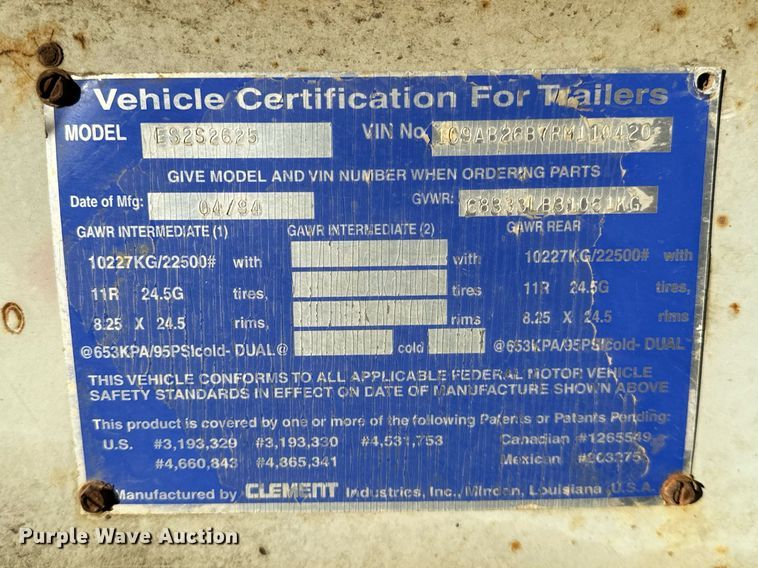 Vehicle Certification For Trailers
MODEL ES2S2625 VIN No. 1C9AB26B7RM110420
GIVE MODEL AND VIN NUMBER WHEN ORDERING PARTS
Date of Mfg: 04/94 GVWR: 68333LB31061KG
GAWR INTERMEDIATE (1) GAWR INTERMEDIATE (2) GAWR REAR
10227KG/22500# with with 10227KG/22500# with
11R 24.5G tires, tires, 11R 24.5G tires,
8.25 X 24.5 rims rims 8.25 X 24.5 rims
@653KPA/95PSIcold- DUAL@ cold @653KPA/95PSIcold- DUAL
THIS VEHICLE CONFORMS TO ALL APPLICABLE FEDERAL MOTOR VEHICLE
SAFETY STANDARDS IN EFFECT ON DATE OF MANUFACTURE SHOWN ABOVE
This product is covered by one or more of the following Patents or Patents Pending:
U.S. #3,193,329 #3,193,330 #4,531,753 Canadian #1265549
#4,660,843 #4,865,341 Mexican
Manufactured by CLEMENT Industries, Inc., Minden, Louisiana, U.S.A.
Purple Wave Auction